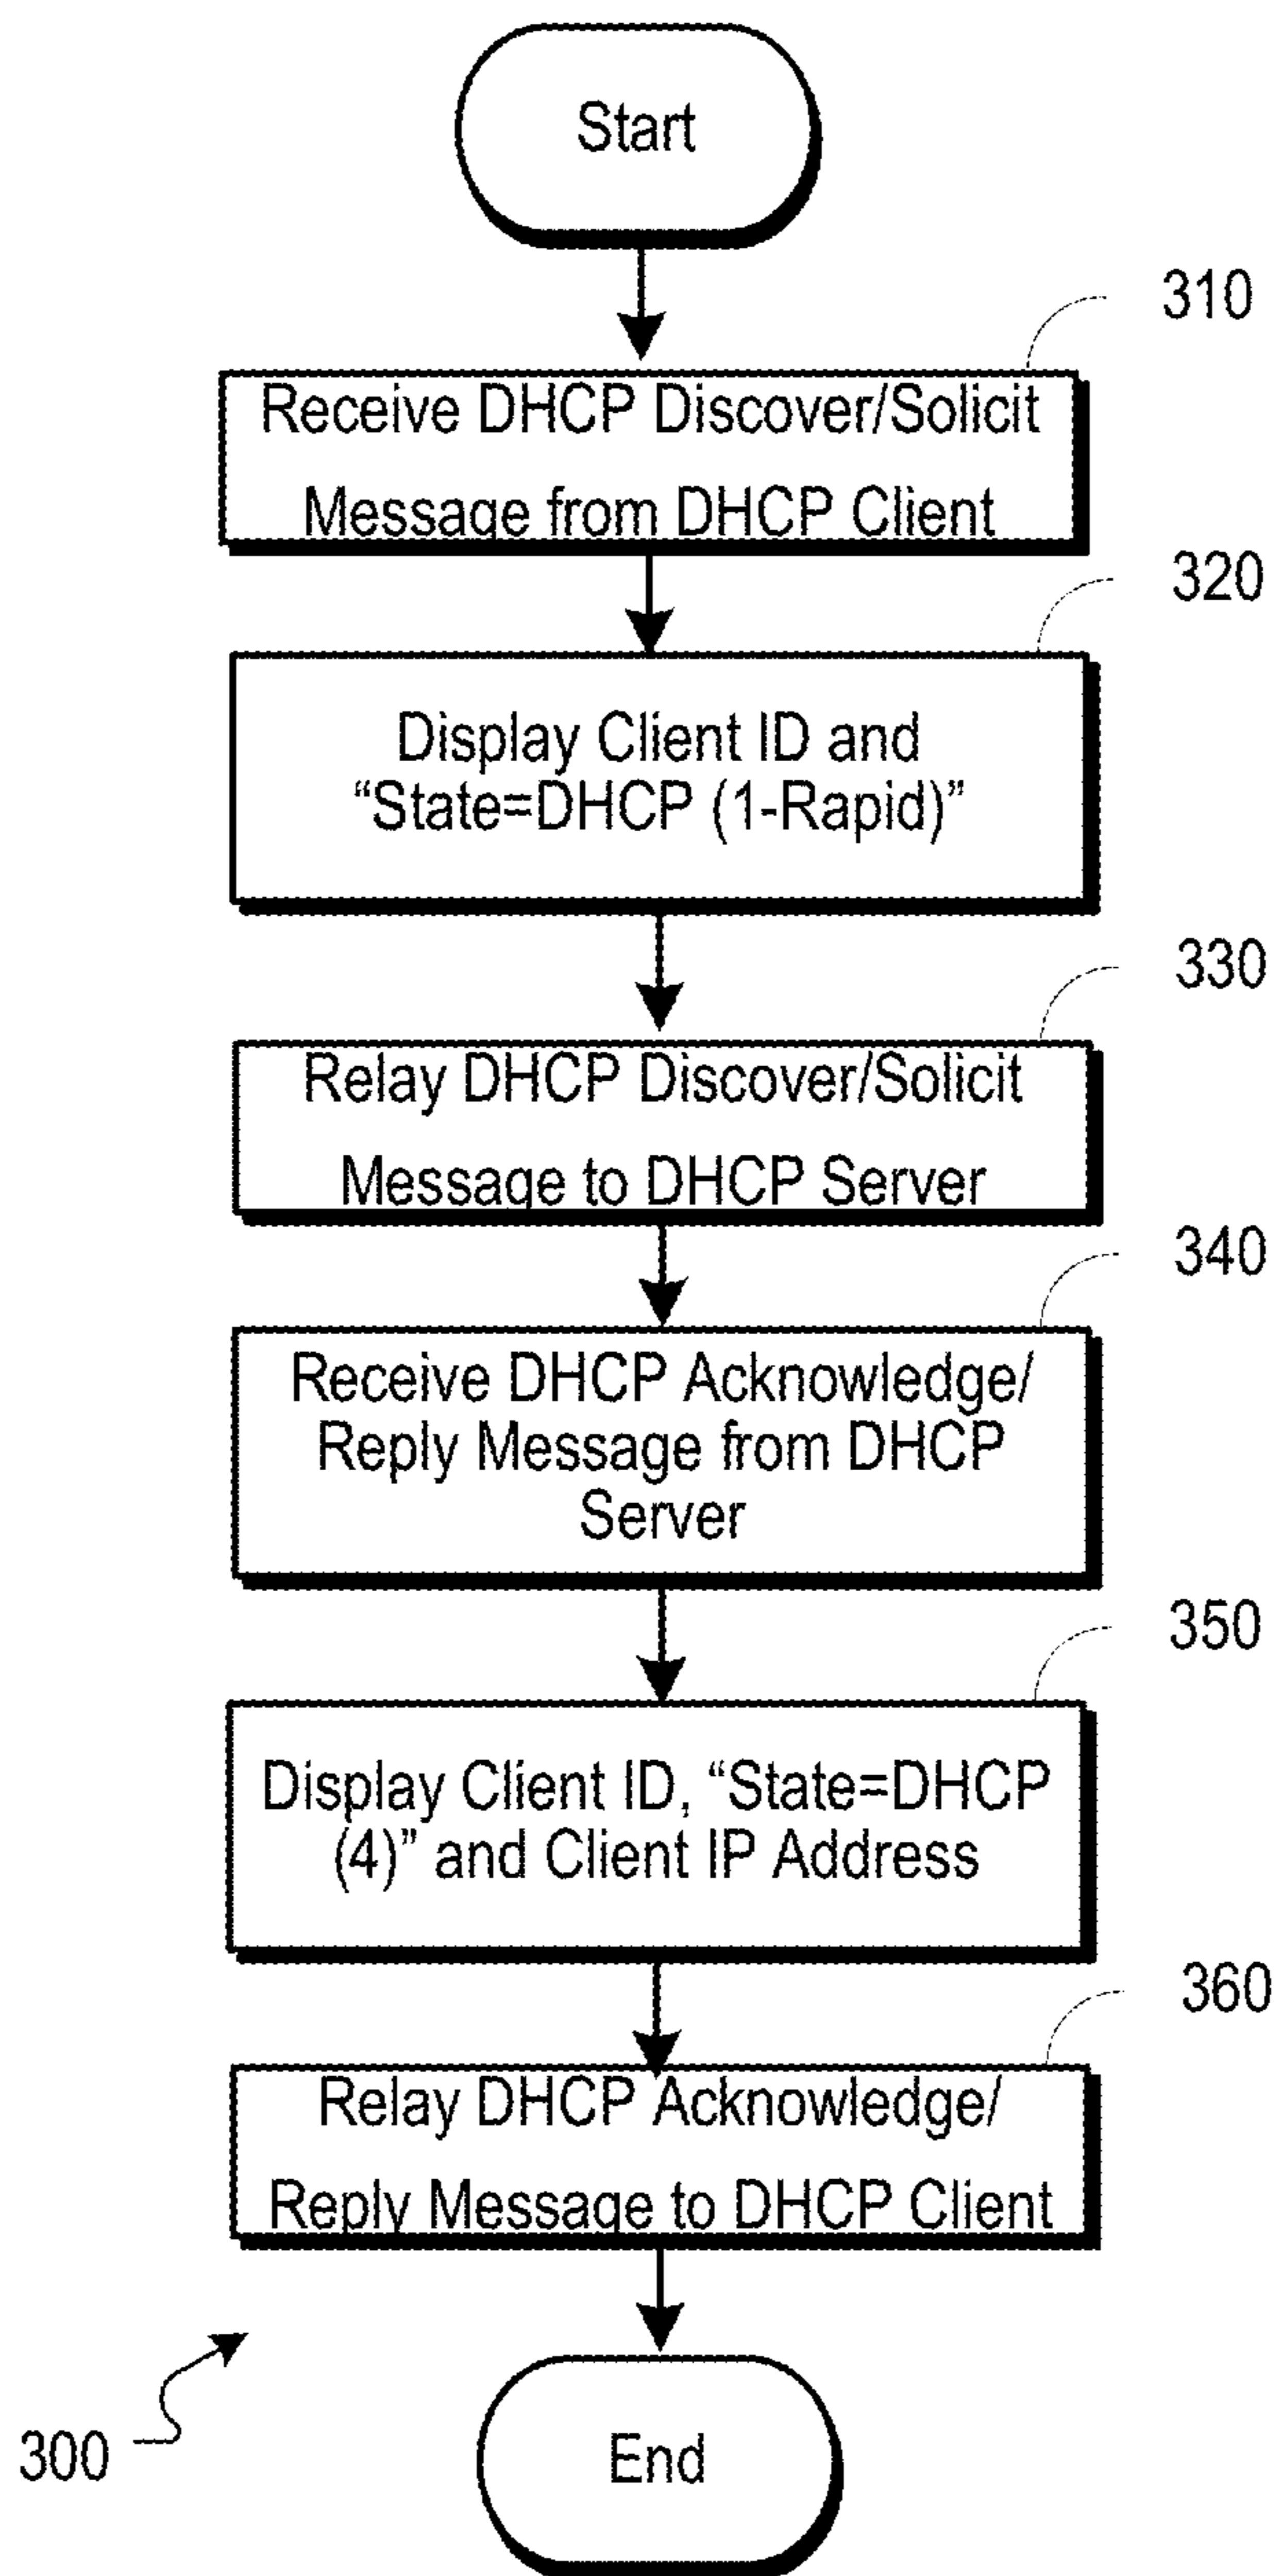 Start
310
Receive DHCP Discover/Solicit
Message from DHCP Client
320
Display Client ID and
“State=DHCP (1-Rapid)”
330
Relay DHCP Discover/Solicit
Message to DHCP Server
340
Receive DHCP Acknowledge/
Reply Message from DHCP
Server
350
Display Client ID, “State=DHCP
(4)” and Client IP Address
360
Relay DHCP Acknowledge/
Reply Message to DHCP Client
300
End